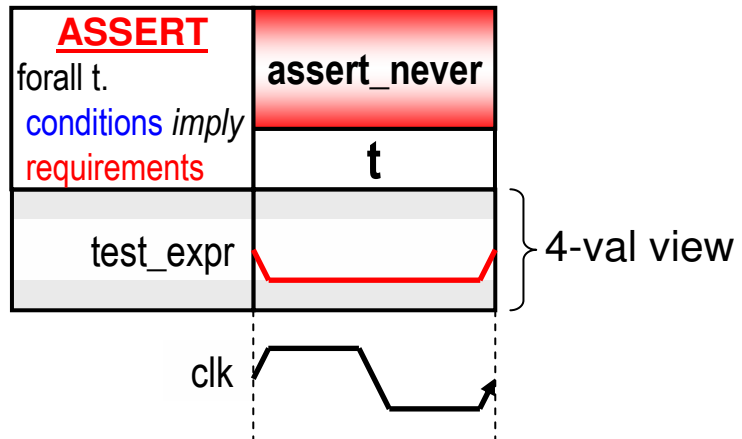 ASSERT
forall t.
conditions imply
requirements
assert_never
t
test_expr
4-val view
clk